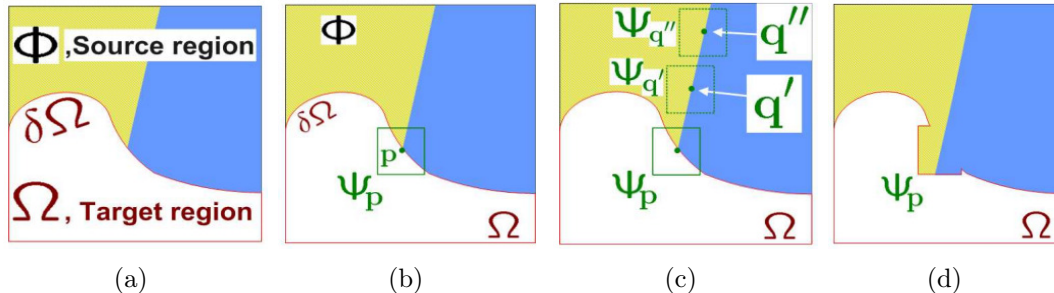 Φ ,Source region
δΩ
Ω, Target region
Φ
δΩ
p
Ψp
Ω
Ψq′′
q′′
Ψq′
q′
Ψp
Ω
Ψp
(a)
(b)
(c)
(d)